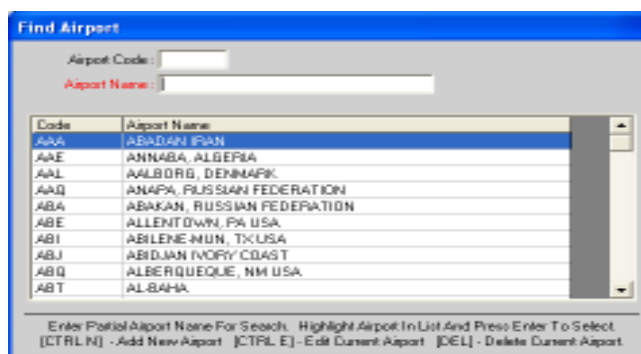 Find Airport
Airport Code :
Airport Name :
Code Airport Name
AAA ABADAN IRAN
AAE ANNABA, ALGERIA
AAL AALBORG, DENMARK
AAQ ANAPA, RUSSIAN FEDERATION
ABA ABAKAN, RUSSIAN FEDERATION
ABE ALLENTOWN, PA USA
ABI ABILENE-MUN, TX USA
ABJ ABIDJAN IVORY COAST
ABQ ALBERQUEQUE, NM USA
ABT AL-BAHA
Enter Partial Airport Name For Search. Highlight Airport In List And Press Enter To Select.
[CTRL N] - Add New Airport [CTRL E] - Edit Current Airport [DEL] - Delete Current Airport.